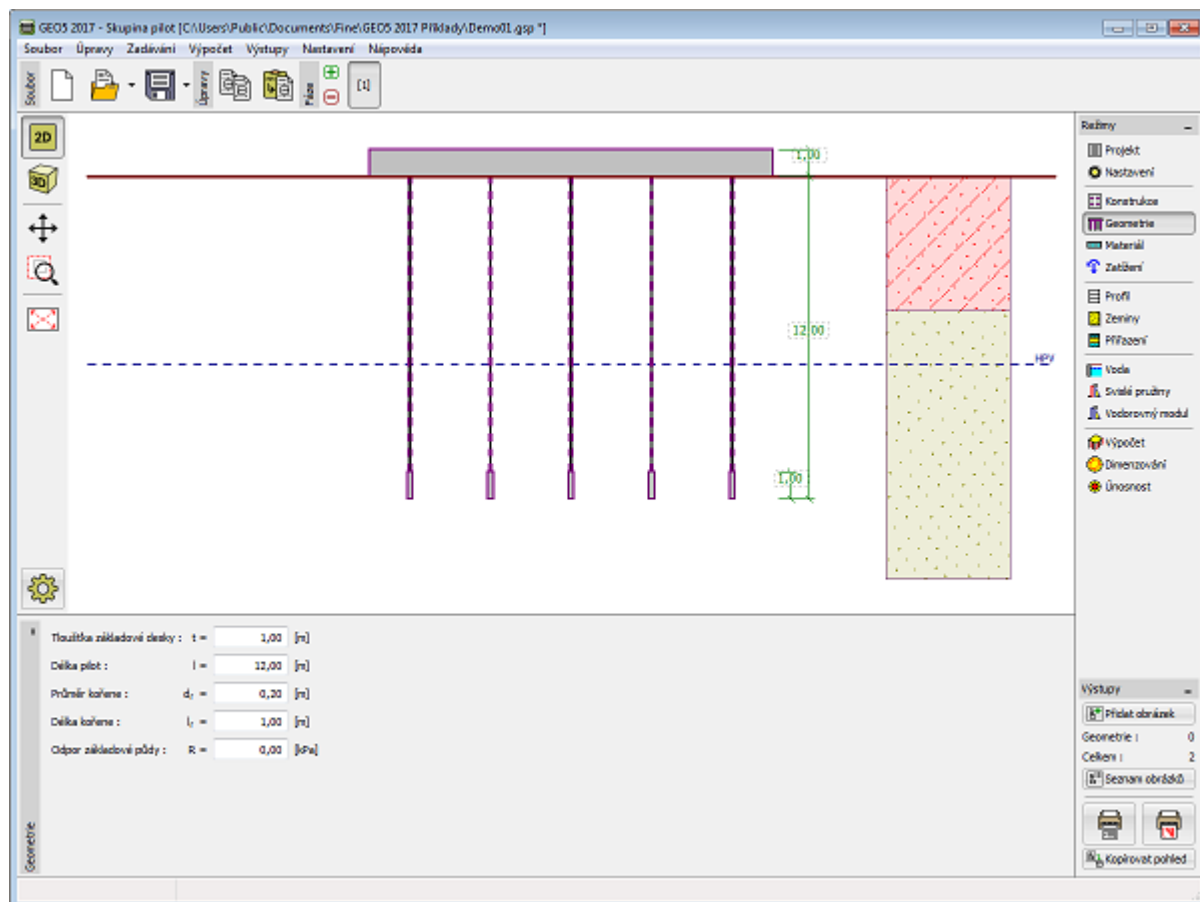 GEO5 2017 - Skupina pilot [C:\Users\Public\Documents\Fine\GEO5 2017 Příklady\Demo01.gsp *]
Soubor Úpravy Zadávání Výpočet Výstupy Nastavení Nápověda
Soubor
Úpravy
Fáze
[1]
2D
3D
1,00
12,00
HPV
1,00
Režimy
Projekt
Nastavení
Konstrukce
Geometrie
Materiál
Zatížení
Profil
Zeminy
Přiřazení
Voda
Svislé pružiny
Vodorovný modul
Výpočet
Dimenzování
Únosnost
Geometrie
Tloušťka základové desky : t = 1,00 [m]
Délka pilot : l = 12,00 [m]
Průměr kořene : dr = 0,20 [m]
Délka kořene : lr = 1,00 [m]
Odpor základové půdy : R = 0,00 [kPa]
Výstupy
Přidat obrázek
Geometrie : 0
Celkem : 2
Seznam obrázků
Kopírovat pohled